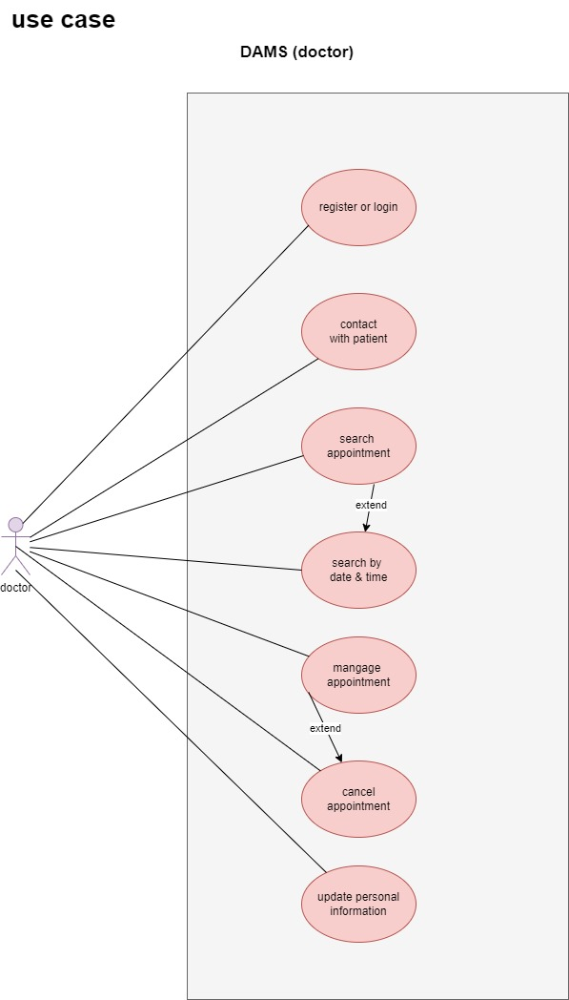 use case
DAMS (doctor)
register or login
contact
with patient
search
appointment
extend
search by
date & time
doctor
mangage
appointment
extend
cancel
appointment
update personal
information